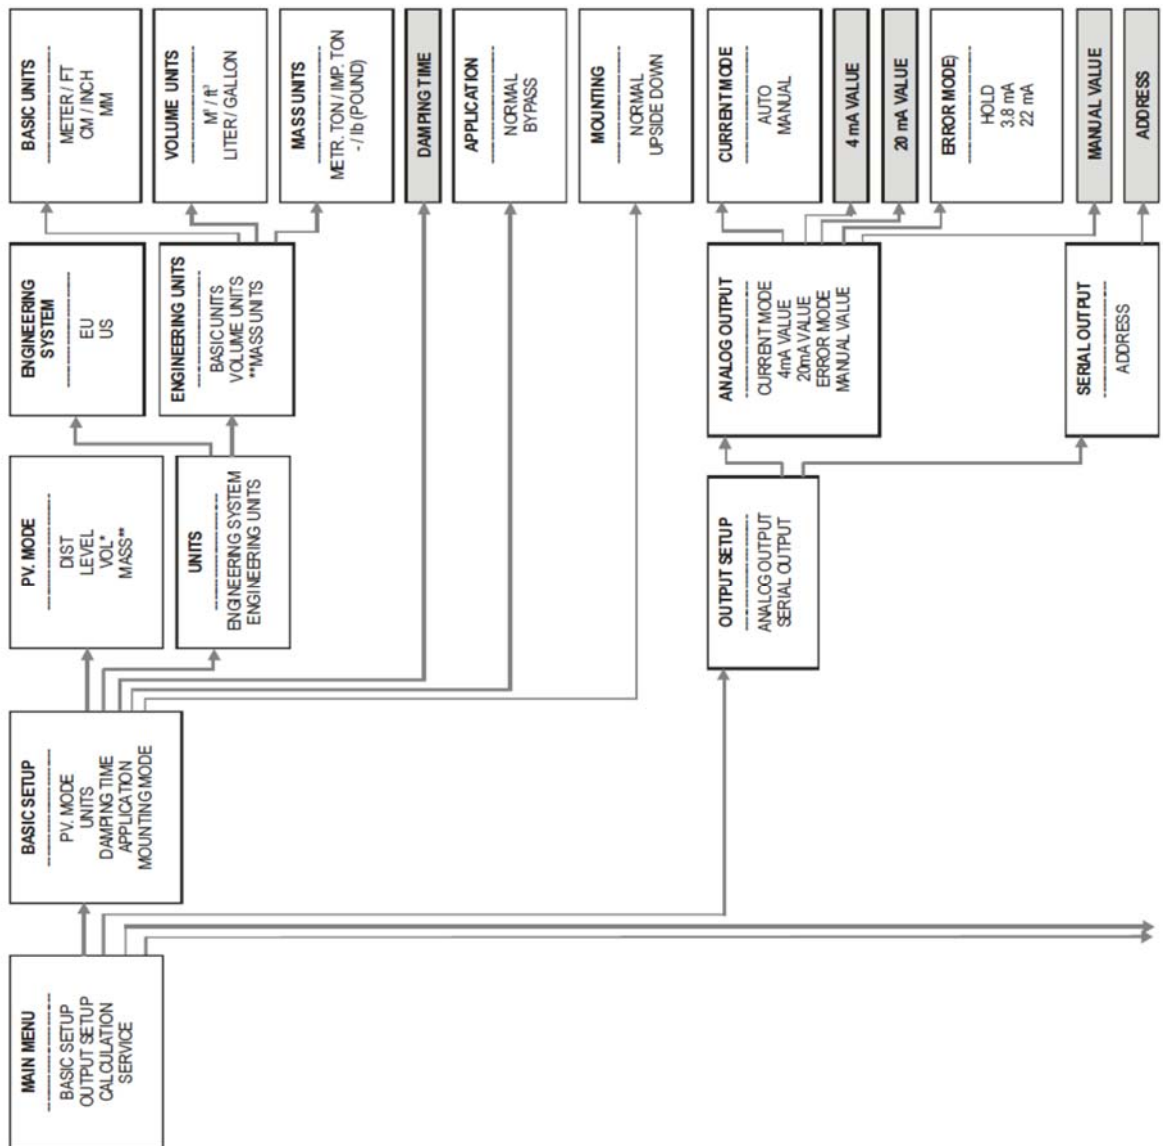 MAIN MENU
BASIC SETUP
OUTPUT SETUP
CALCULATION
SERVICE
BASIC SETUP
PV. MODE
UNITS
DAMPING TIME
APPLICATION
MOUNTING MODE
PV. MODE
DIST
LEVEL
VOL*
MASS**
UNITS
ENGINEERING SYSTEM
ENGINEERING UNITS
ENGINEERING
SYSTEM
EU
US
ENGINEERING UNITS
BASIC UNITS
VOLUME UNITS
**MASS UNITS
BASIC UNITS
METER / FT
CM / INCH
MM
VOLUME UNITS
M³ / ft³
LITER / GALLON
MASS UNITS
METR. TON / IMP. TON
- / lb (POUND)
DAMPING TIME
APPLICATION
NORMAL
BYPASS
MOUNTING
NORMAL
UPSIDE DOWN
OUTPUT SETUP
ANALOG OUTPUT
SERIAL OUTPUT
ANALOG OUTPUT
CURRENT MODE
4mA VALUE
20mA VALUE
ERROR MODE
MANUAL VALUE
CURRENT MODE
AUTO
MANUAL
4 mA VALUE
20 mA VALUE
ERROR MODE)
HOLD
3.8 mA
22 mA
MANUAL VALUE
SERIAL OUTPUT
ADDRESS
ADDRESS